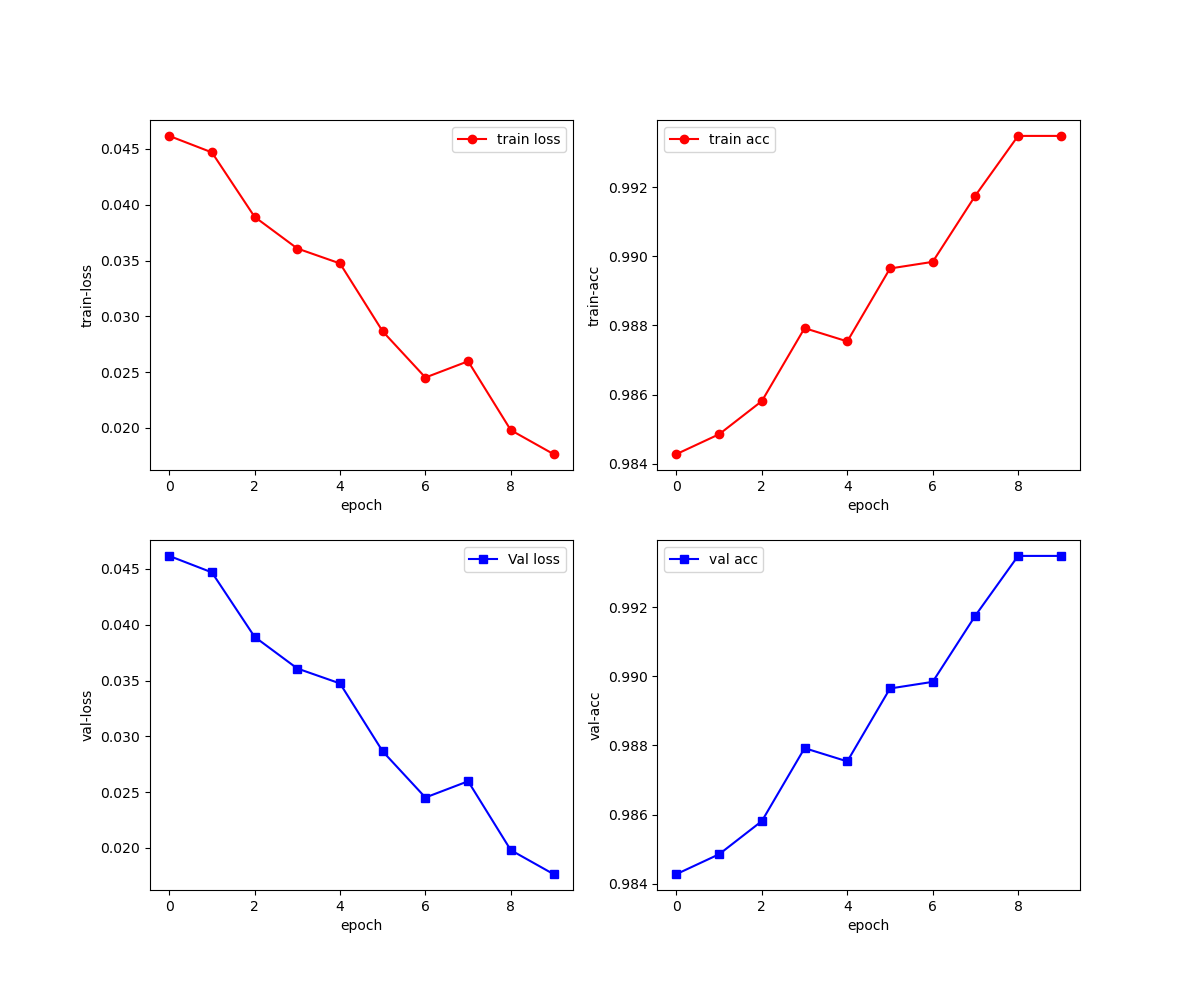 train loss
0.045
0.040
0.035
0.030
0.025
0.020
train-loss
0 2 4 6 8
epoch
train acc
0.992
0.990
0.988
0.986
0.984
train-acc
0 2 4 6 8
epoch
Val loss
0.045
0.040
0.035
0.030
0.025
0.020
val-loss
0 2 4 6 8
epoch
val acc
0.992
0.990
0.988
0.986
0.984
val-acc
0 2 4 6 8
epoch